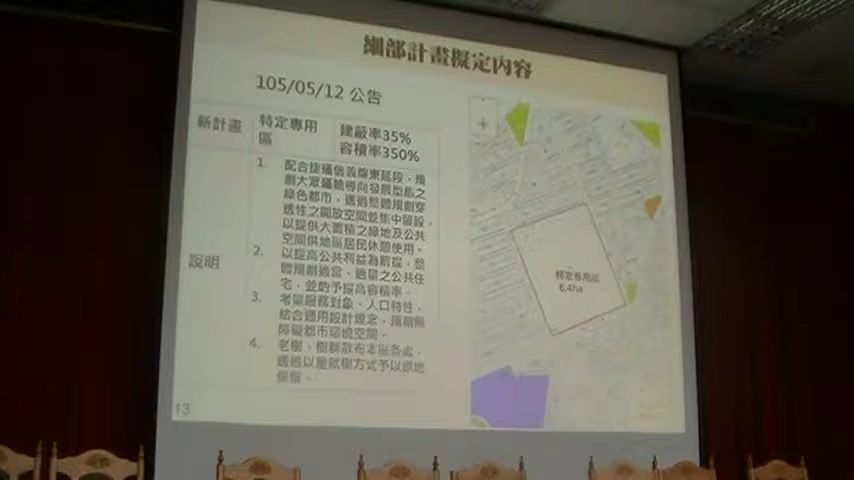 細部計畫擬定內容
105/05/12 公告
新計畫
特定專用
區
建蔽率35%
容積率350%
說明
1. 配合捷運信義線東延段，規
劃大眾運輸導向發展型態之
綠色都市，透過整體規劃穿
透性之開放空間並集中留設，
以提供大面積之綠地及公共
空間供地區居民休憩使用。
2. 以提高公共利益為前提，整
體規劃適當、適量之公共住
宅，並酌予提高容積率。
3. 考量服務對象、人口特性，
結合通用設計理念，規劃無
障礙都市環境空間。
4. 老樹、樹群散布本區各處，
透過以區就樹方式予以原地
保留。
特定專用區
6.4ha
13